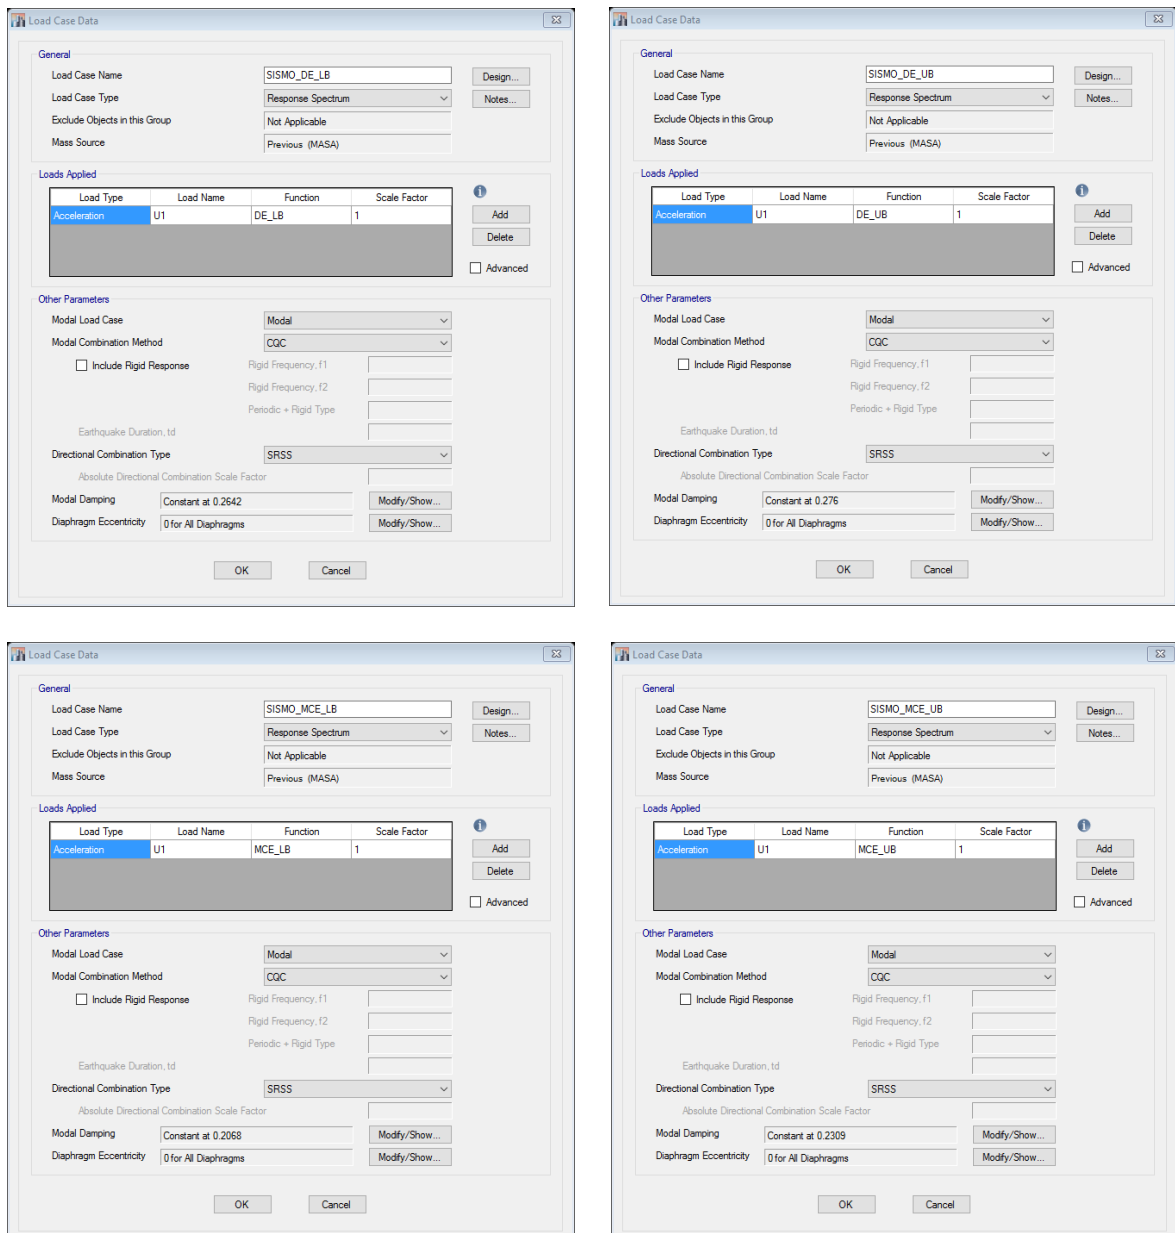 Load Case Data
General
Load Case Name SISMO_DE_LB Design...
Load Case Type Response Spectrum Notes...
Exclude Objects in this Group Not Applicable
Mass Source Previous (MASA)
Loads Applied
Load Type Load Name Function Scale Factor
Acceleration U1 DE_LB 1
Add
Delete
Advanced
Other Parameters
Modal Load Case Modal
Modal Combination Method CQC
Include Rigid Response Rigid Frequency, f1
Rigid Frequency, f2
Periodic + Rigid Type
Earthquake Duration, td
Directional Combination Type SRSS
Absolute Directional Combination Scale Factor
Modal Damping Constant at 0.2642 Modify/Show...
Diaphragm Eccentricity 0 for All Diaphragms Modify/Show...
OK Cancel
Load Case Data
General
Load Case Name SISMO_DE_UB Design...
Load Case Type Response Spectrum Notes...
Exclude Objects in this Group Not Applicable
Mass Source Previous (MASA)
Loads Applied
Load Type Load Name Function Scale Factor
Acceleration U1 DE_UB 1
Add
Delete
Advanced
Other Parameters
Modal Load Case Modal
Modal Combination Method CQC
Include Rigid Response Rigid Frequency, f1
Rigid Frequency, f2
Periodic + Rigid Type
Earthquake Duration, td
Directional Combination Type SRSS
Absolute Directional Combination Scale Factor
Modal Damping Constant at 0.276 Modify/Show...
Diaphragm Eccentricity 0 for All Diaphragms Modify/Show...
OK Cancel
Load Case Data
General
Load Case Name SISMO_MCE_LB Design...
Load Case Type Response Spectrum Notes...
Exclude Objects in this Group Not Applicable
Mass Source Previous (MASA)
Loads Applied
Load Type Load Name Function Scale Factor
Acceleration U1 MCE_LB 1
Add
Delete
Advanced
Other Parameters
Modal Load Case Modal
Modal Combination Method CQC
Include Rigid Response Rigid Frequency, f1
Rigid Frequency, f2
Periodic + Rigid Type
Earthquake Duration, td
Directional Combination Type SRSS
Absolute Directional Combination Scale Factor
Modal Damping Constant at 0.2068 Modify/Show...
Diaphragm Eccentricity 0 for All Diaphragms Modify/Show...
OK Cancel
Load Case Data
General
Load Case Name SISMO_MCE_UB Design...
Load Case Type Response Spectrum Notes...
Exclude Objects in this Group Not Applicable
Mass Source Previous (MASA)
Loads Applied
Load Type Load Name Function Scale Factor
Acceleration U1 MCE_UB 1
Add
Delete
Advanced
Other Parameters
Modal Load Case Modal
Modal Combination Method CQC
Include Rigid Response Rigid Frequency, f1
Rigid Frequency, f2
Periodic + Rigid Type
Earthquake Duration, td
Directional Combination Type SRSS
Absolute Directional Combination Scale Factor
Modal Damping Constant at 0.2309 Modify/Show...
Diaphragm Eccentricity 0 for All Diaphragms Modify/Show...
OK Cancel